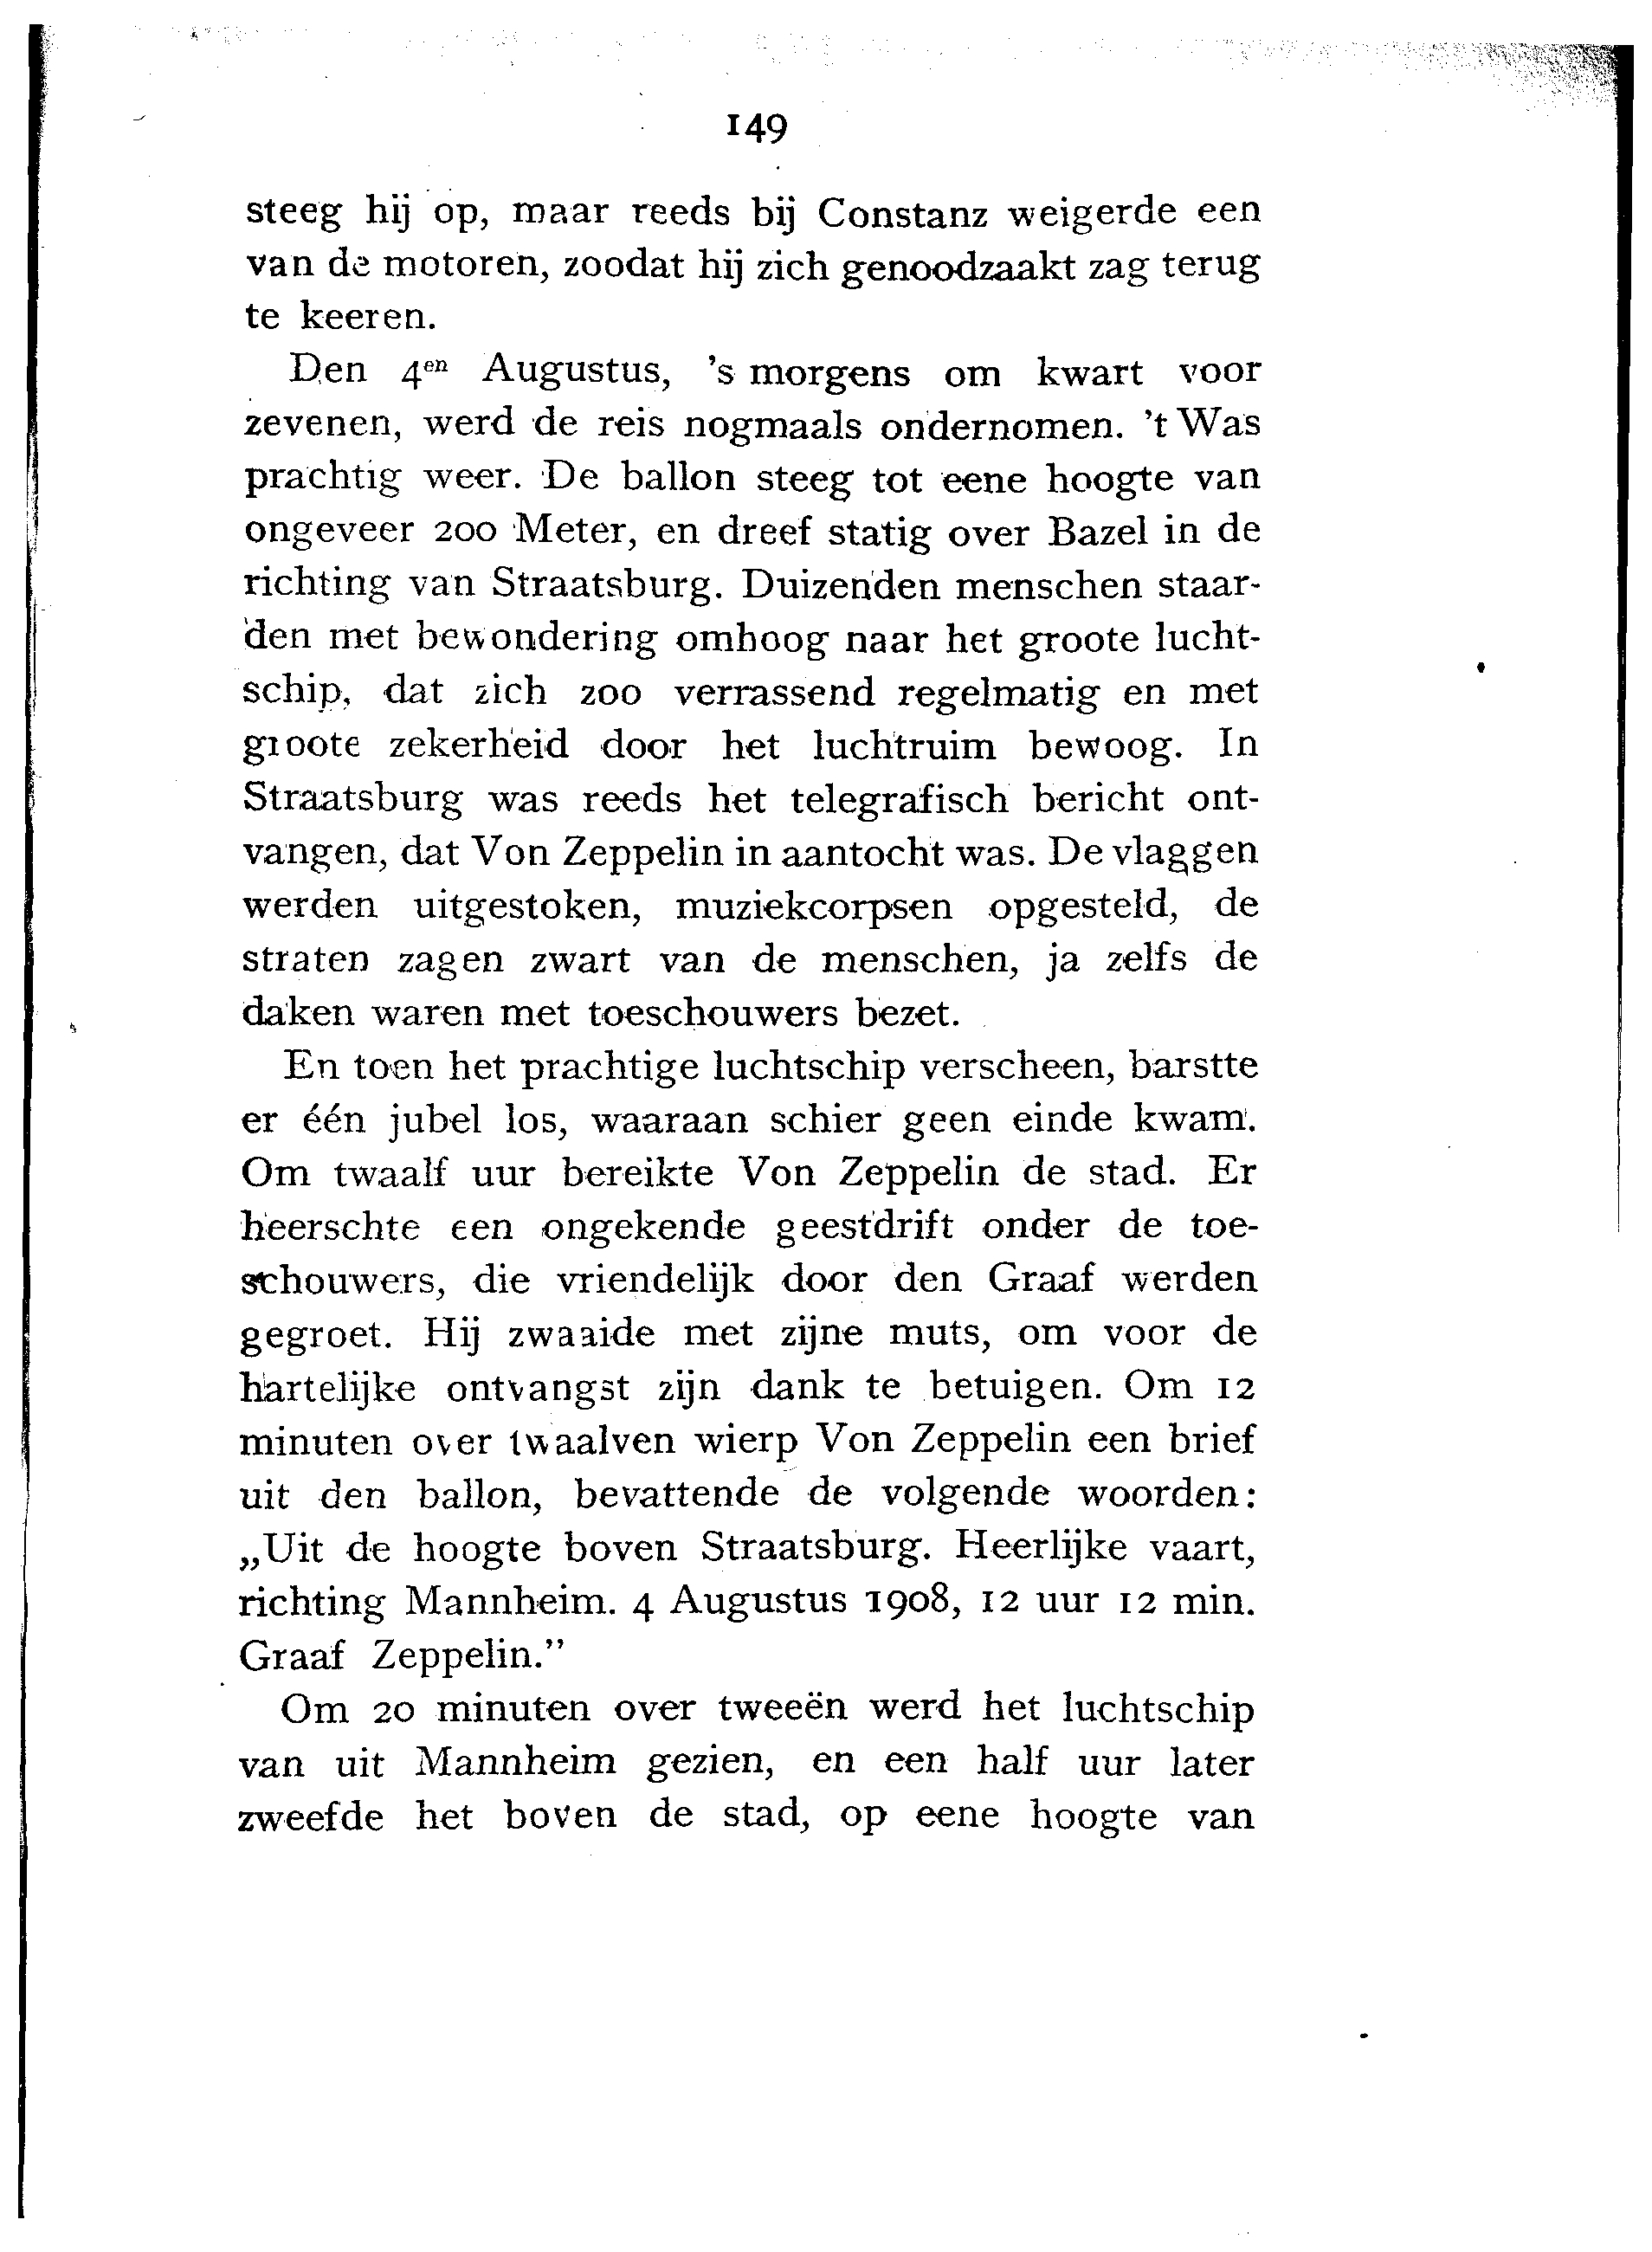 149
steeg hij op, maar reeds bij Constanz weigerde een
van de motoren, zoodat hij zich genoodzaakt zag terug
te keeren.
Den 4en Augustus, 's morgens om kwart voor
zevenen, werd de reis nogmaals ondernomen. 't Was
prachtig weer. De ballon steeg tot eene hoogte van
ongeveer 200 Meter, en dreef statig over Bazel in de
richting van Straatsburg. Duizenden menschen staar-
den met bewondering omhoog naar het groote lucht-
schip, dat zich zoo verrassend regelmatig en met
groote zekerheid door het luchtruim bewoog. In
Straatsburg was reeds het telegrafisch bericht ont-
vangen, dat Von Zeppelin in aantocht was. De vlaggen
werden uitgestoken, muziekcorpsen opgesteld, de
straten zagen zwart van de menschen, ja zelfs de
daken waren met toeschouwers bezet.
En toen het prachtige luchtschip verscheen, barstte
er één jubel los, waaraan schier geen einde kwam.
Om twaalf uur bereikte Von Zeppelin de stad. Er
heerschte een ongekende geestdrift onder de toe-
schouwers, die vriendelijk door den Graaf werden
gegroet. Hij zwaaide met zijne muts, om voor de
hartelijke ontvangst zijn dank te betuigen. Om 12
minuten over twaalven wierp Von Zeppelin een brief
uit den ballon, bevattende de volgende woorden:
„Uit de hoogte boven Straatsburg. Heerlijke vaart,
richting Mannheim. 4 Augustus 1908, 12 uur 12 min.
Graaf Zeppelin.”
Om 20 minuten over tweeën werd het luchtschip
van uit Mannheim gezien, en een half uur later
zweefde het boven de stad, op eene hoogte van